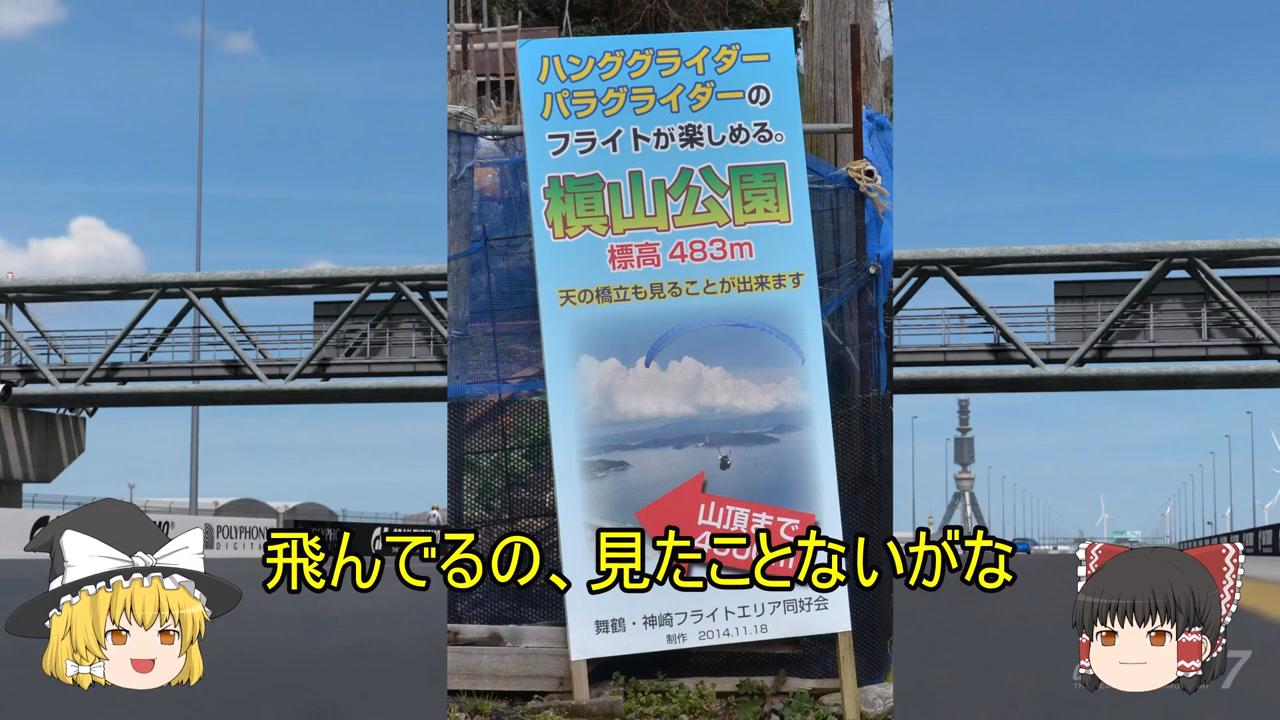 ハンググライダー
パラグライダーの
フライトが楽しめる。
槇山公園
標高 483m
天の橋立も見ることが出来ます
山頂まで
飛んでるの、見たことないがな
舞鶴・神崎フライトエリア同好会
制作 2014.11.18
POLYPHONY
DIGITAL
7